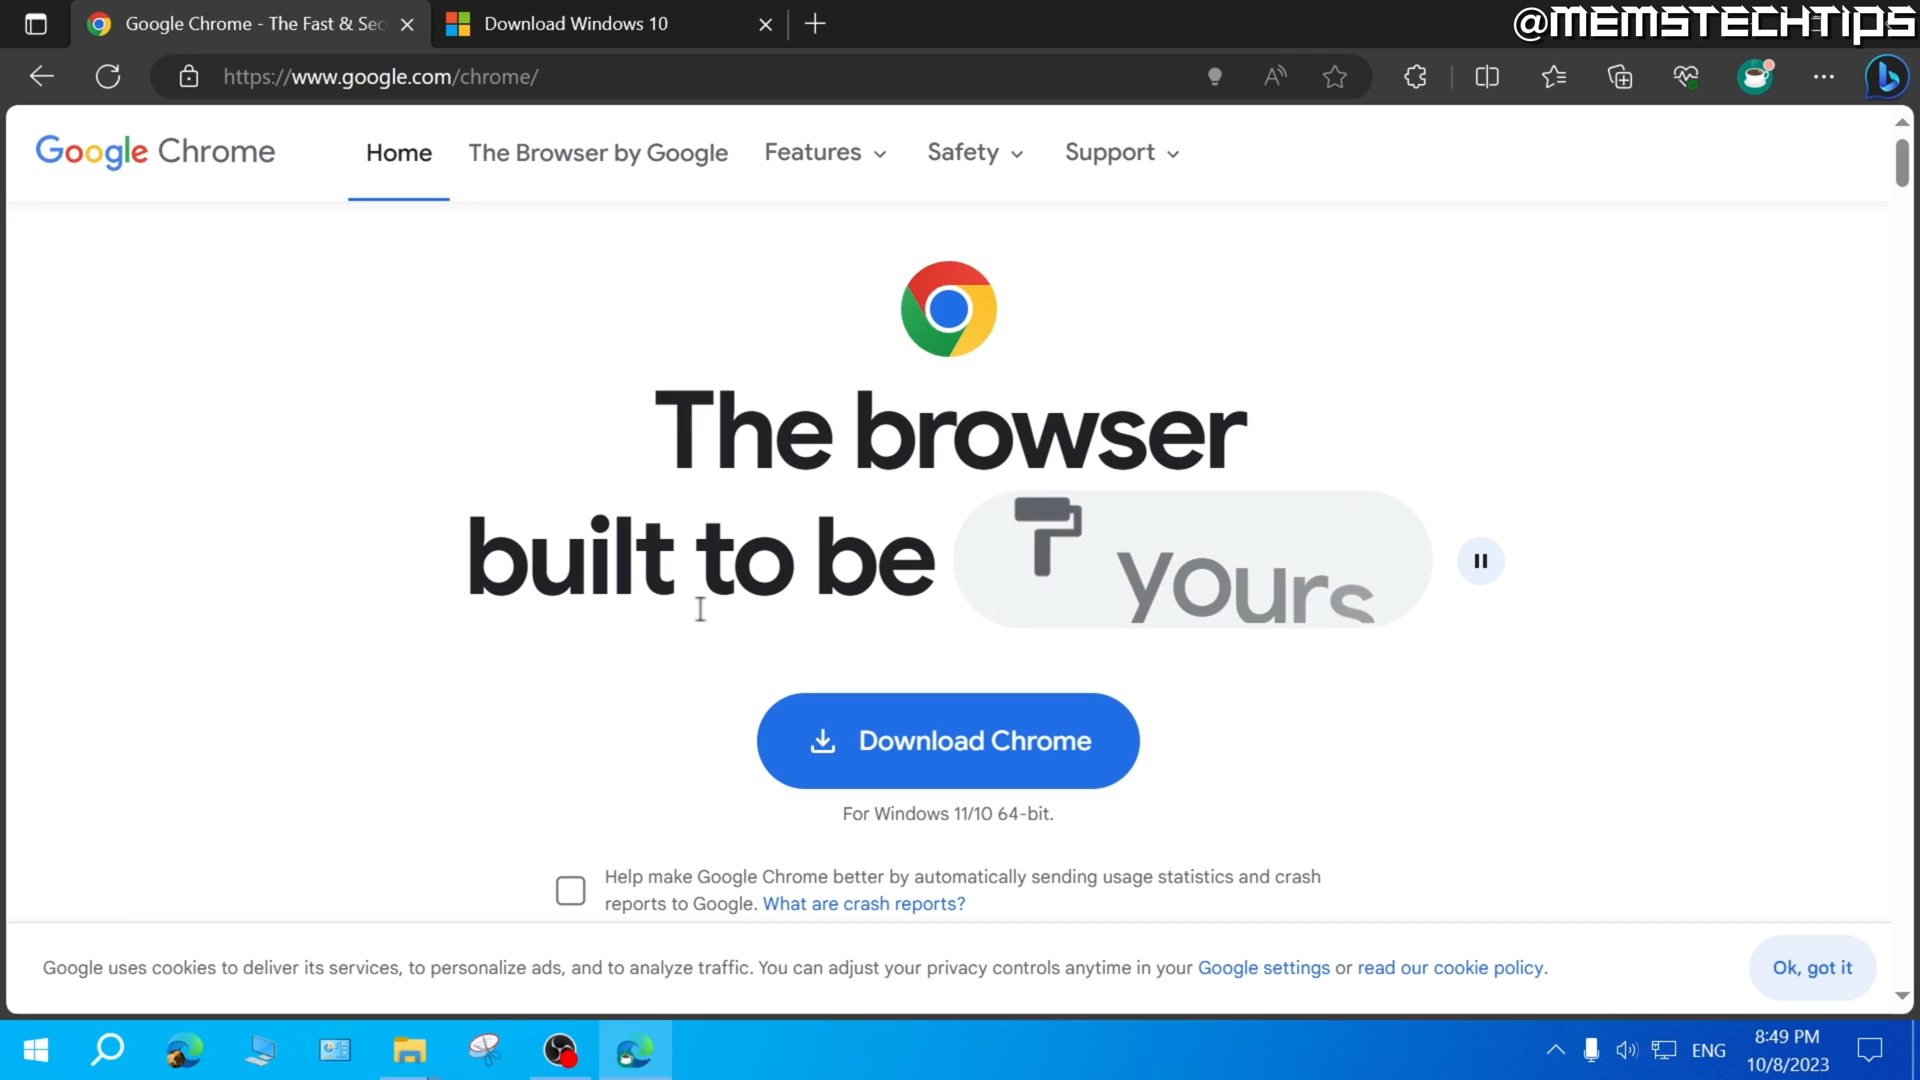 Google Chrome - The Fast & Sec
Download Windows 10
@MEMSTECHTIPS
https://www.google.com/chrome/
Google Chrome
Home
The Browser by Google
Features
Safety
Support
The browser
built to be yours
Download Chrome
For Windows 11/10 64-bit.
Help make Google Chrome better by automatically sending usage statistics and crash
reports to Google. What are crash reports?
Google uses cookies to deliver its services, to personalize ads, and to analyze traffic. You can adjust your privacy controls anytime in your Google settings or read our cookie policy.
Ok, got it
ENG
8:49 PM
10/8/2023